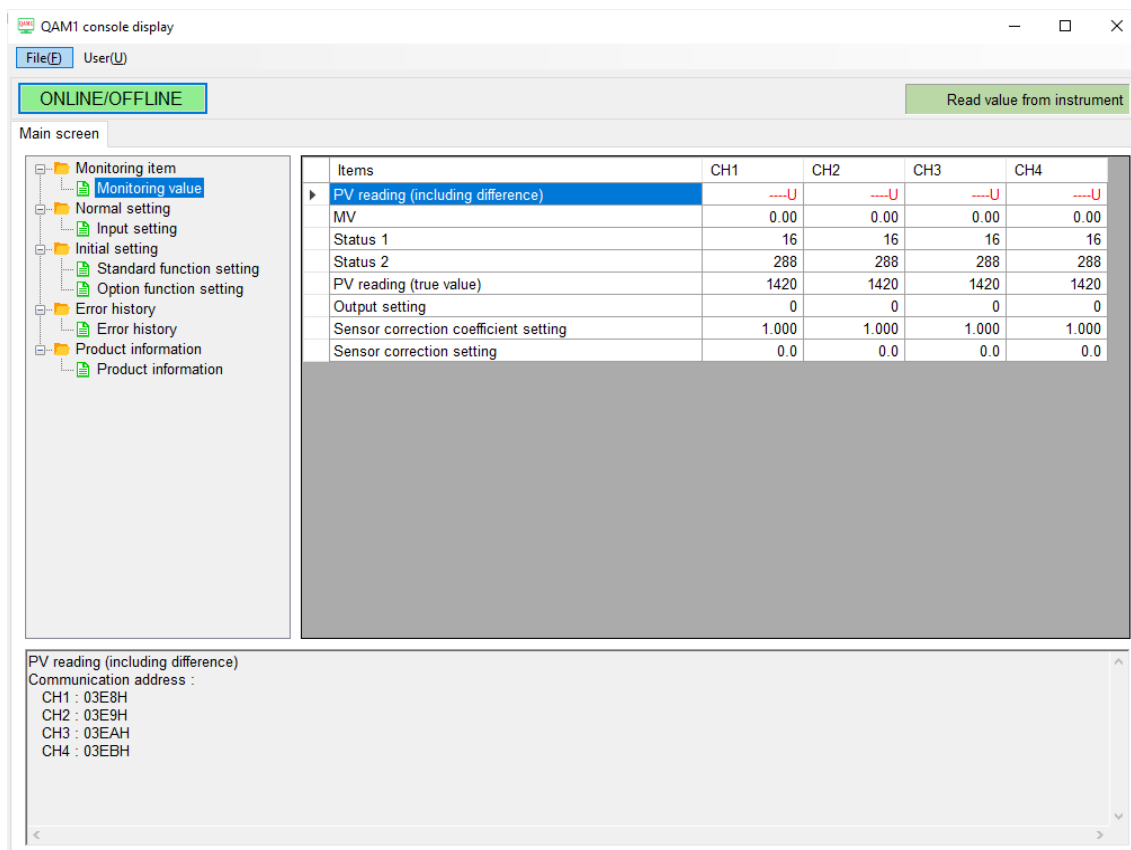 QAM1 console display
File(F) User(U)
ONLINE/OFFLINE
Read value from instrument
Main screen
Monitoring item
Monitoring value
Normal setting
Input setting
Initial setting
Standard function setting
Option function setting
Error history
Error history
Product information
Product information
Items CH1 CH2 CH3 CH4
PV reading (including difference) ----U ----U ----U ----U
MV 0.00 0.00 0.00 0.00
Status 1 16 16 16 16
Status 2 288 288 288 288
PV reading (true value) 1420 1420 1420 1420
Output setting 0 0 0 0
Sensor correction coefficient setting 1.000 1.000 1.000 1.000
Sensor correction setting 0.0 0.0 0.0 0.0
PV reading (including difference)
Communication address :
CH1 : 03E8H
CH2 : 03E9H
CH3 : 03EAH
CH4 : 03EBH